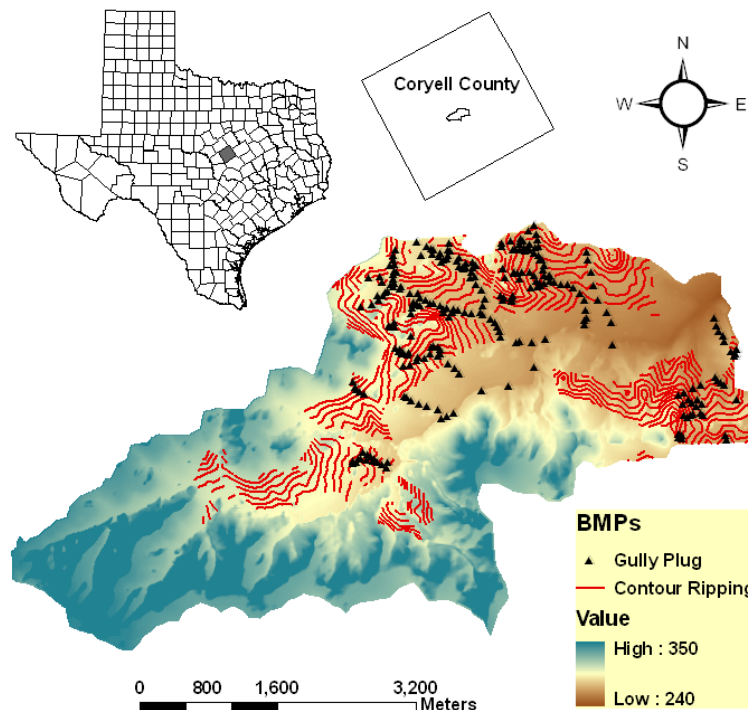 Coryell County
N
W
E
S
BMPs
Gully Plug
Contour Ripping
Value
High : 350
Low : 240
0 800 1,600 3,200
Meters